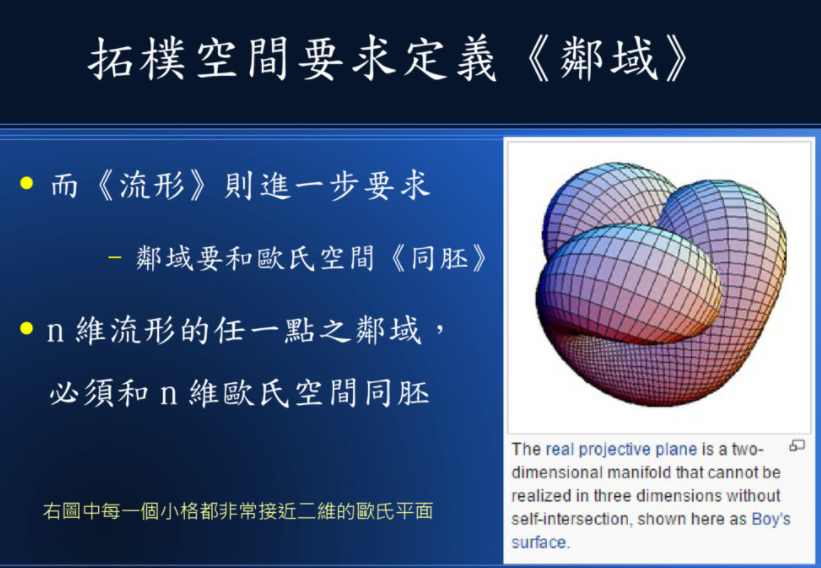 拓樸空間要求定義《鄰域》
而《流形》則進一步要求
– 鄰域要和歐氏空間《同胚》
n 維流形的任一點之鄰域，
必須和 n 維歐氏空間同胚
右圖中每一個小格都非常接近二維的歐氏平面
The real projective plane is a two-
dimensional manifold that cannot be
realized in three dimensions without
self-intersection, shown here as Boy's
surface.